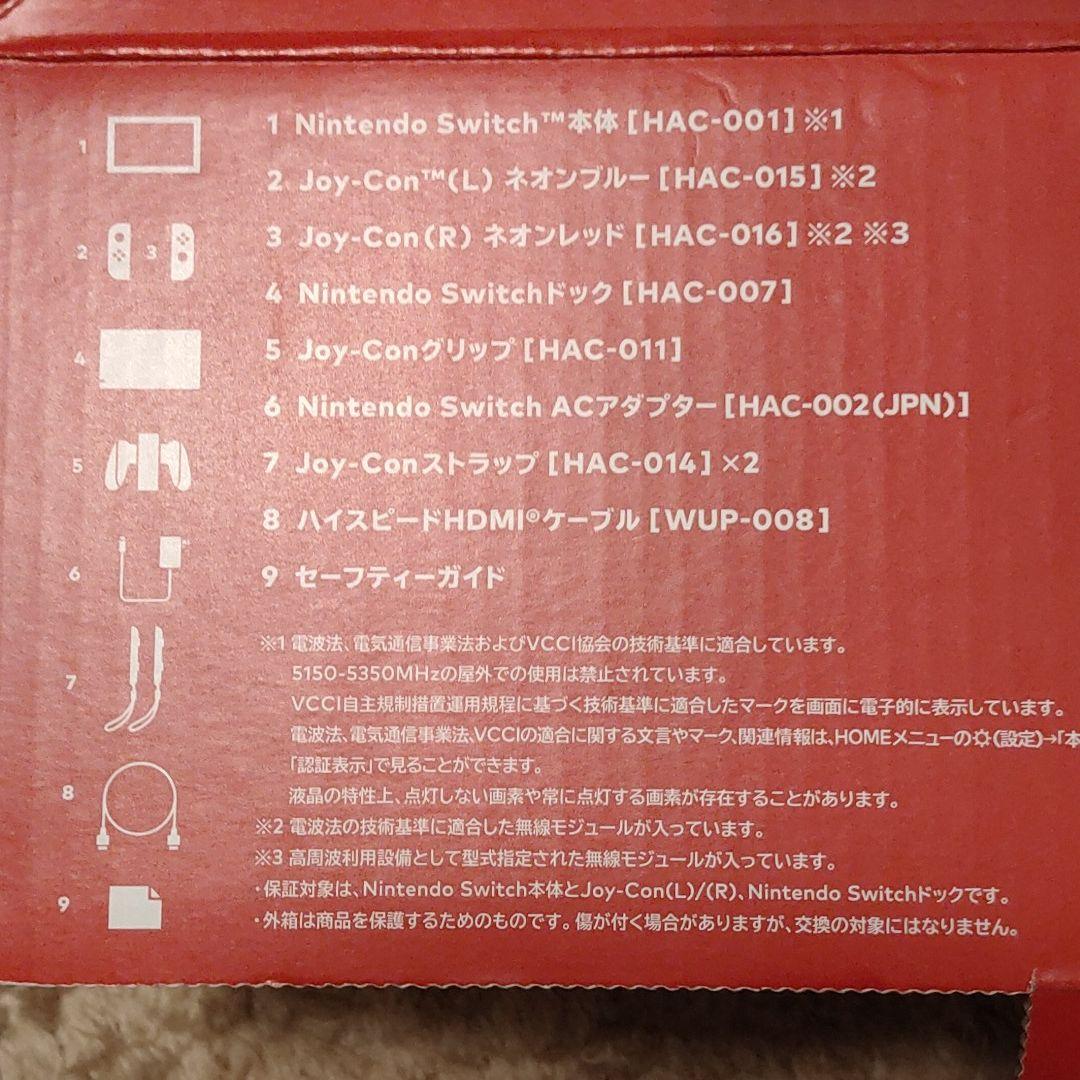 1 Nintendo Switch™本体[HAC-001]※1
2 Joy-Con™(L) ネオンブルー[HAC-015]※2
3 Joy-Con(R) ネオンレッド[HAC-016]※2 ※3
4 Nintendo Switchドック[HAC-007]
5 Joy-Conグリップ[HAC-011]
6 Nintendo Switch ACアダプター[HAC-002(JPN)]
7 Joy-Conストラップ[HAC-014]×2
8 ハイスピードHDMI®ケーブル[WUP-008]
9 セーフティーガイド
1
2
3
4
5
6
7
8
9
※1 電波法、電気通信事業法およびVCCI協会の技術基準に適合しています。
5150-5350MHzの屋外での使用は禁止されています。
VCCI自主規制措置運用規程に基づく技術基準に適合したマークを画面に電子的に表示しています。
電波法、電気通信事業法、VCCIの適合に関する文言やマーク、関連情報は、HOMEメニューの(設定)→「本
「認証表示」で見ることができます。
液晶の特性上、点灯しない画素や常に点灯する画素が存在することがあります。
※2 電波法の技術基準に適合した無線モジュールが入っています。
※3 高周波利用設備として型式指定された無線モジュールが入っています。
・保証対象は、Nintendo Switch本体とJoy-Con(L)/(R)、Nintendo Switchドックです。
・外箱は商品を保護するためのものです。傷が付く場合がありますが、交換の対象にはなりません。